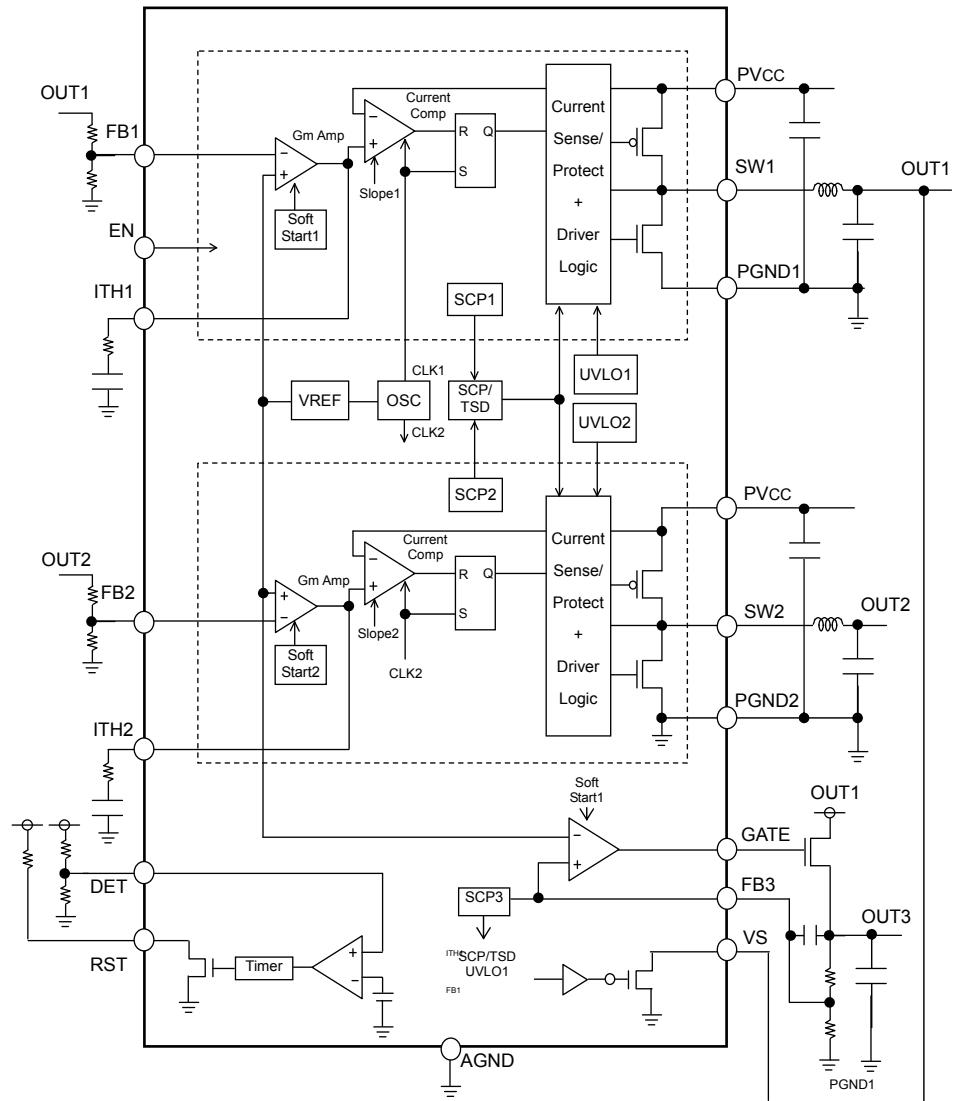 PVCC
OUT1
FB1
Gm Amp
Current
Comp
Current
Sense/
Protect
+
Driver
Logic
R
Q
S
−
+
−
+
Soft
Start1
Slope1
SW1
OUT1
EN
PGND1
ITH1
SCP1
UVLO1
CLK1
VREF
OSC
SCP/
TSD
CLK2
UVLO2
SCP2
PVCC
OUT2
FB2
Gm Amp
Current
Comp
Current
Sense/
Protect
+
Driver
Logic
R
Q
S
−
+
+
−
Soft
Start2
Slope2
CLK2
SW2
OUT2
PGND2
ITH2
Soft
Start1
OUT1
−
+
GATE
DET
SCP3
FB3
OUT3
RST
Timer
+
−
ITH1
SCP/TSD
UVLO1
FB1
VS
AGND
PGND1